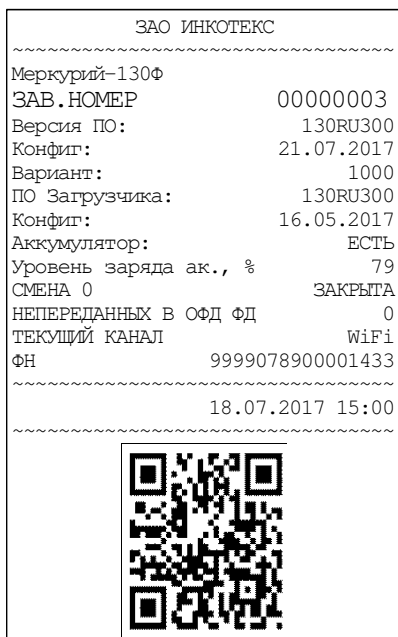 ЗАО ИНКОТЕКС
~~~~~~~~~~~~~~~~~~~~~~~~~~~~~~~~
Меркурий-130Ф
ЗАВ.НОМЕР 00000003
Версия ПО: 130RU300
Конфиг: 21.07.2017
Вариант: 1000
ПО Загрузчика: 130RU300
Конфиг: 16.05.2017
Аккумулятор: ЕСТЬ
Уровень заряда ак., % 79
СМЕНА 0 ЗАКРЫТА
НЕПЕРЕДАННЫХ В ОФД ФД 0
ТЕКУЩИЙ КАНАЛ WiFi
ФН 9999078900001433
~~~~~~~~~~~~~~~~~~~~~~~~~~~~~~~~
18.07.2017 15:00
~~~~~~~~~~~~~~~~~~~~~~~~~~~~~~~~